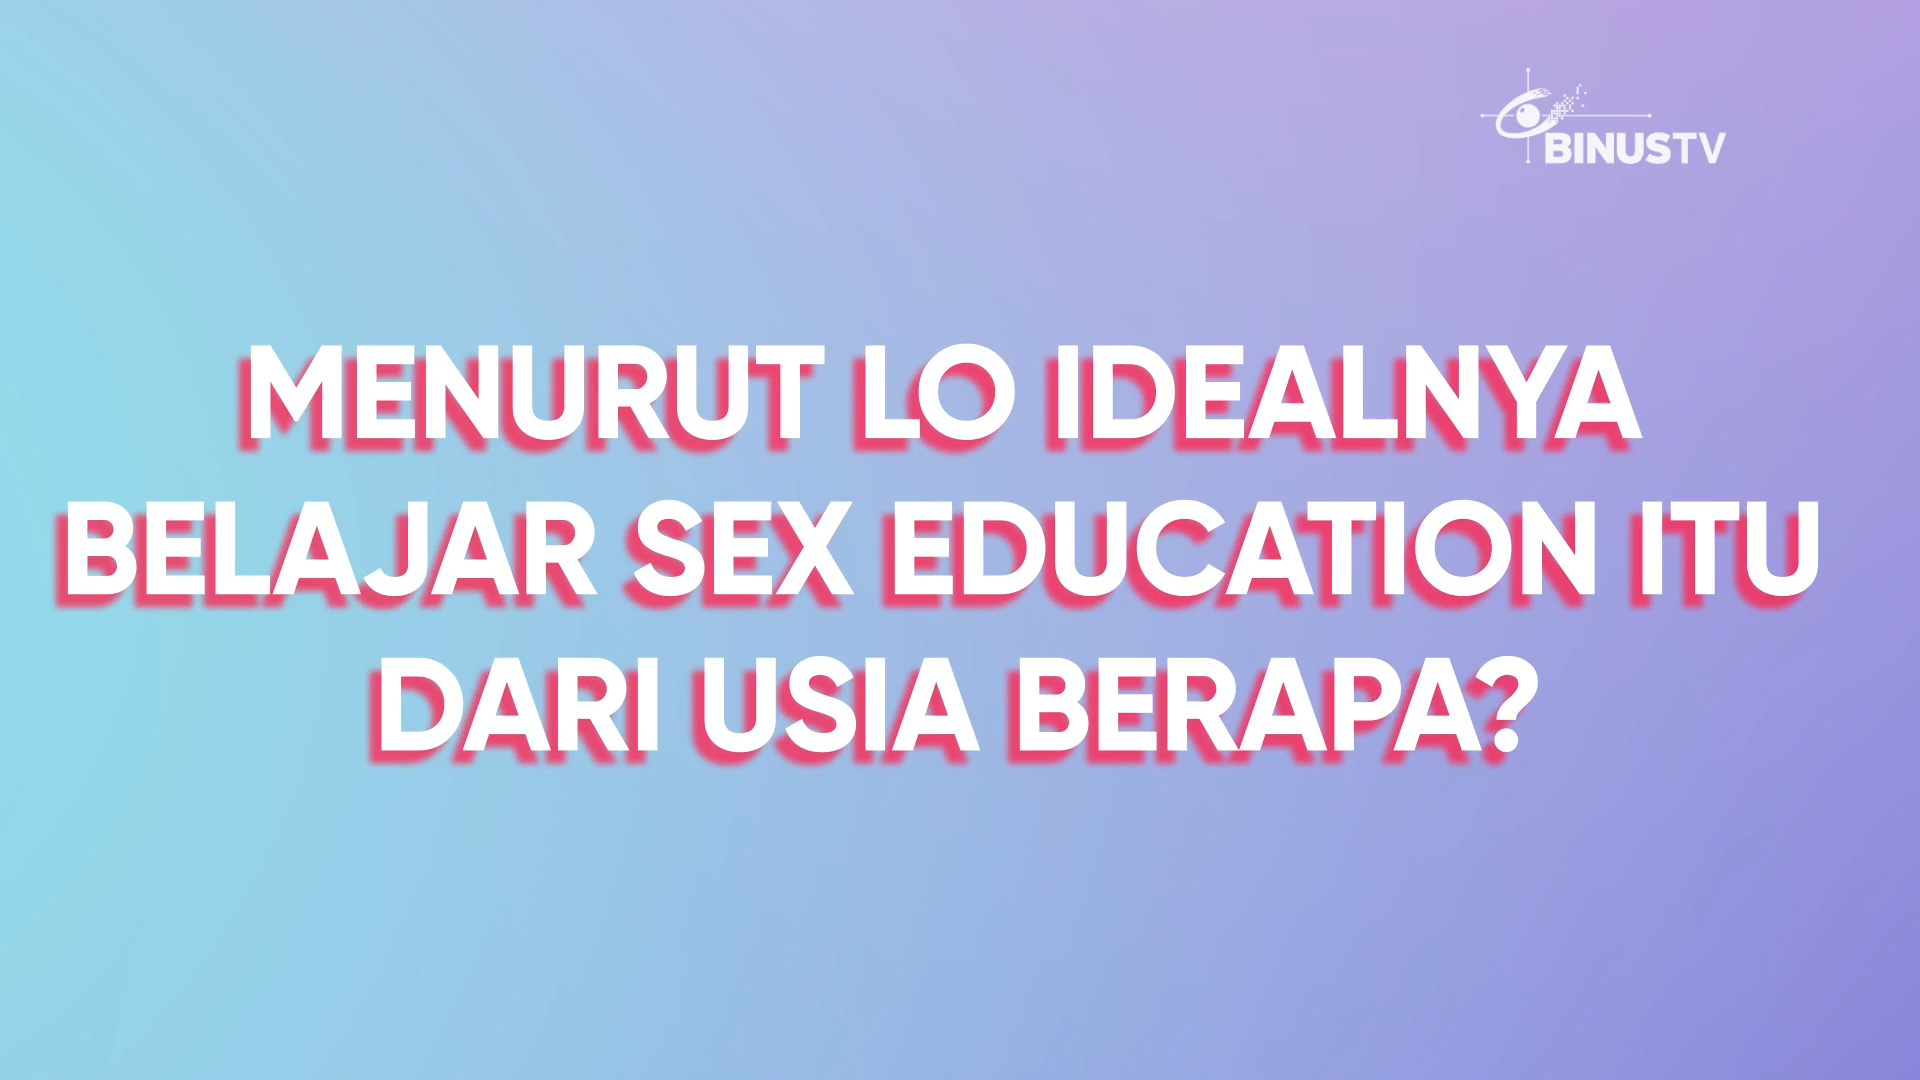 BINUSTV
MENURUT LO IDEALNYA
BELAJAR SEX EDUCATION ITU
DARI USIA BERAPA?